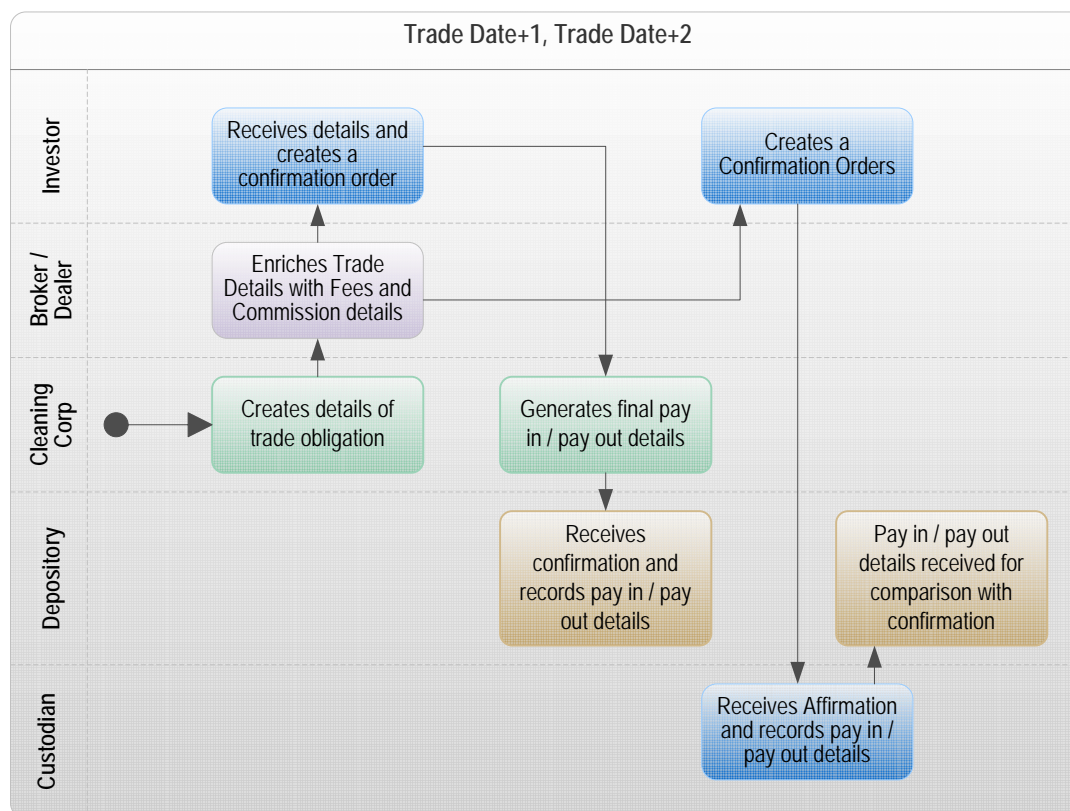 Trade Date+1, Trade Date+2
Investor
Receives details and
creates a
confirmation order
Creates a
Confirmation Orders
Broker /
Dealer
Enriches Trade
Details with Fees and
Commission details
Cleaning
Corp
Creates details of
trade obligation
Generates final pay
in / pay out details
Depository
Receives
confirmation and
records pay in / pay
out details
Pay in / pay out
details received for
comparison with
confirmation
Custodian
Receives Affirmation
and records pay in /
pay out details